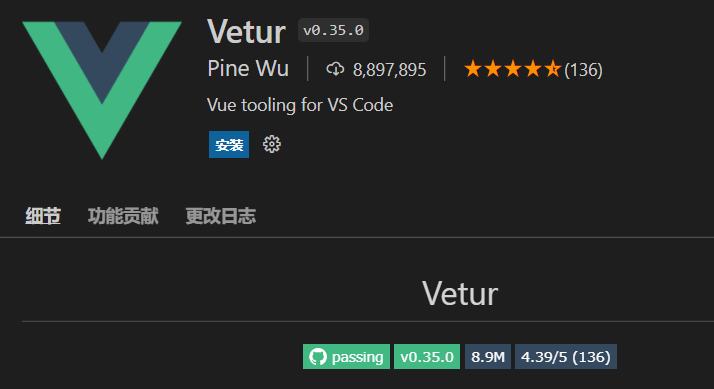 Vetur v0.35.0
Pine Wu 8,897,895 (136)
Vue tooling for VS Code
安装
细节 功能贡献 更改日志
Vetur
passing v0.35.0 8.9M 4.39/5 (136)